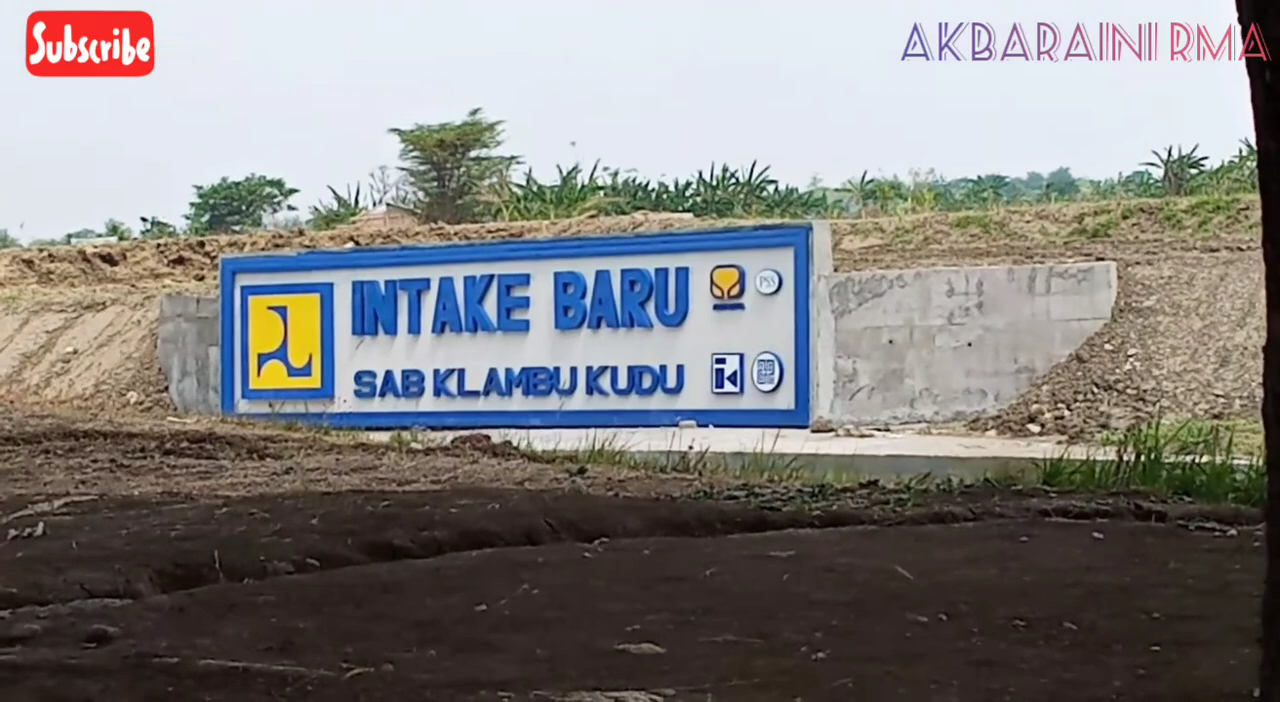 Subscribe
AKBARAINI RMA
INTAKE BARU
PSS
SAB KLAMBU KUDU